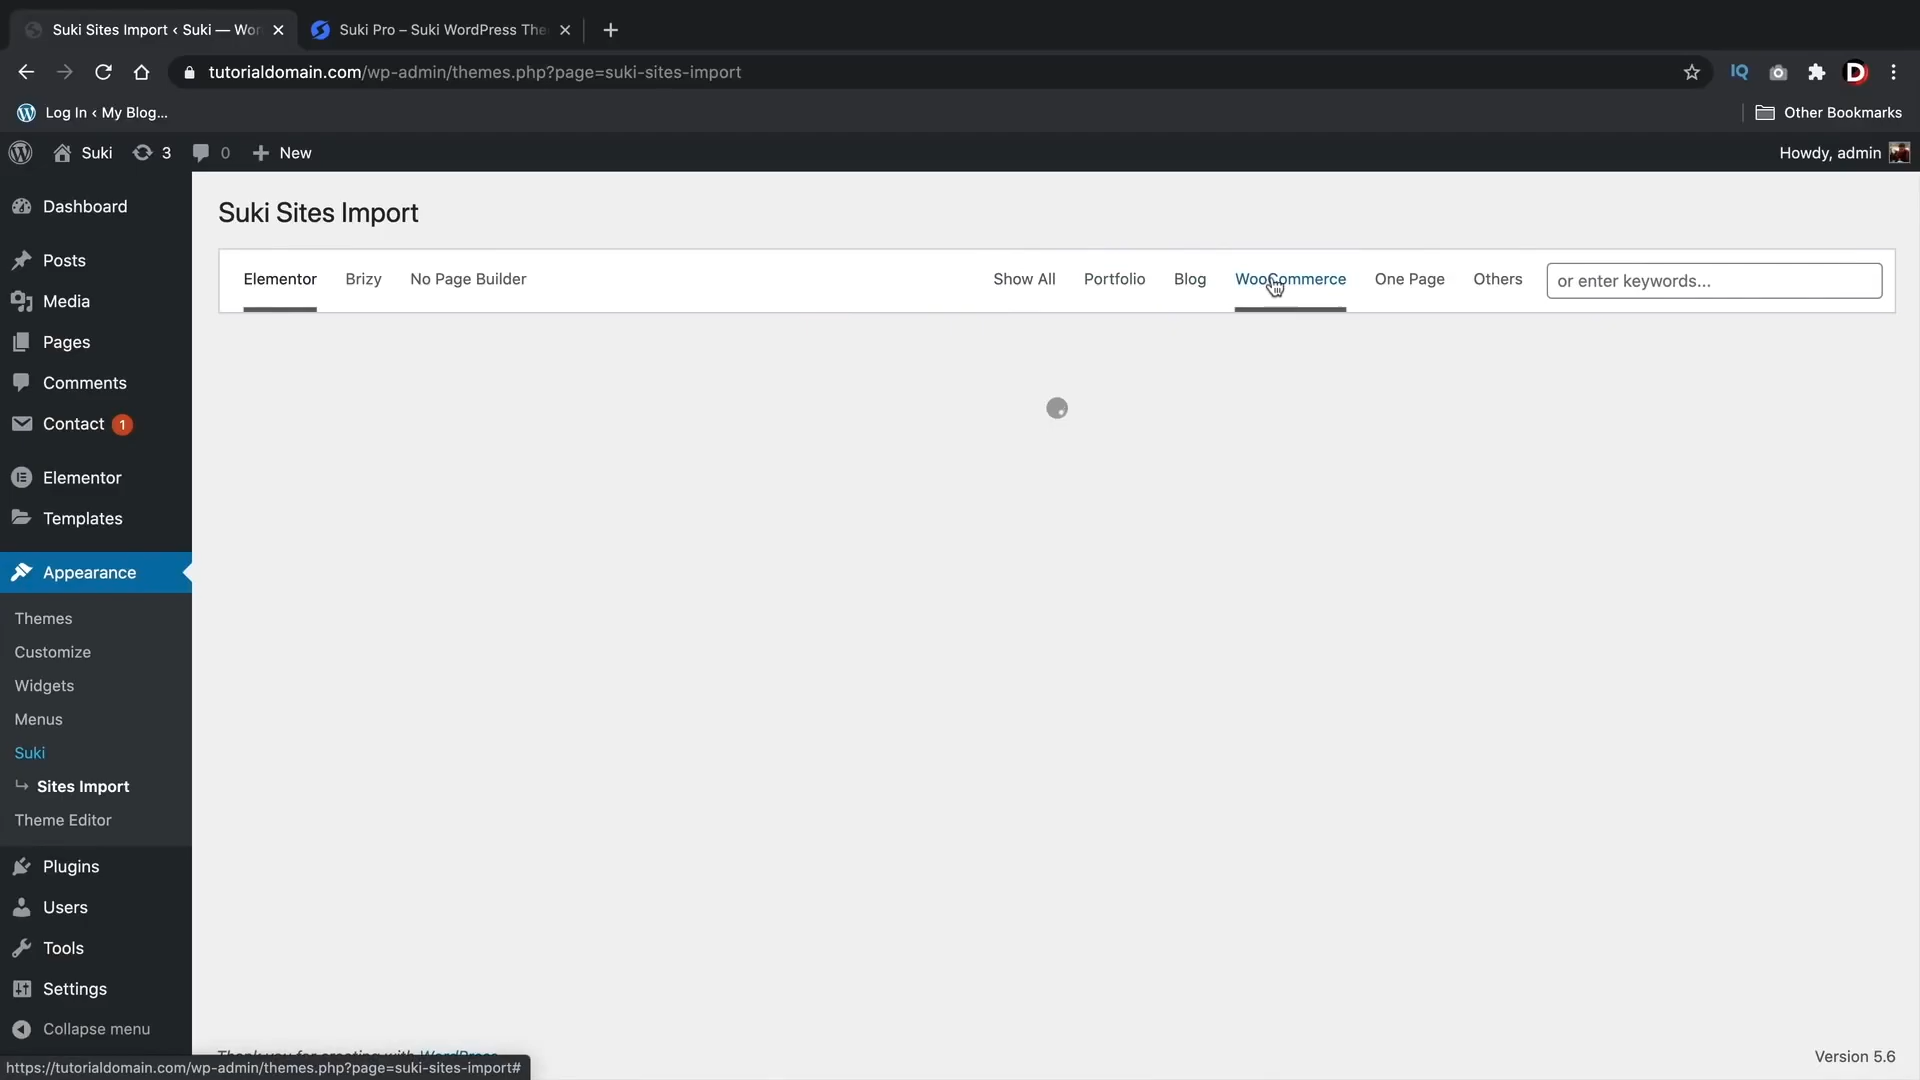 Suki Sites Import ‹ Suki — Wor
Suki Pro – Suki WordPress The
tutorialdomain.com/wp-admin/themes.php?page=suki-sites-import
IQ
D
Log In ‹ My Blog...
Other Bookmarks
Suki
3
0
New
Howdy, admin
Dashboard
Posts
Media
Pages
Comments
Contact 1
Elementor
Templates
Appearance
Themes
Customize
Widgets
Menus
Suki
Sites Import
Theme Editor
Plugins
Users
Tools
Settings
Collapse menu
Suki Sites Import
Elementor Brizy No Page Builder Show All Portfolio Blog WooCommerce One Page Others or enter keywords...
Thank you for creating with WordPress
Version 5.6
https://tutorialdomain.com/wp-admin/themes.php?page=suki-sites-import#